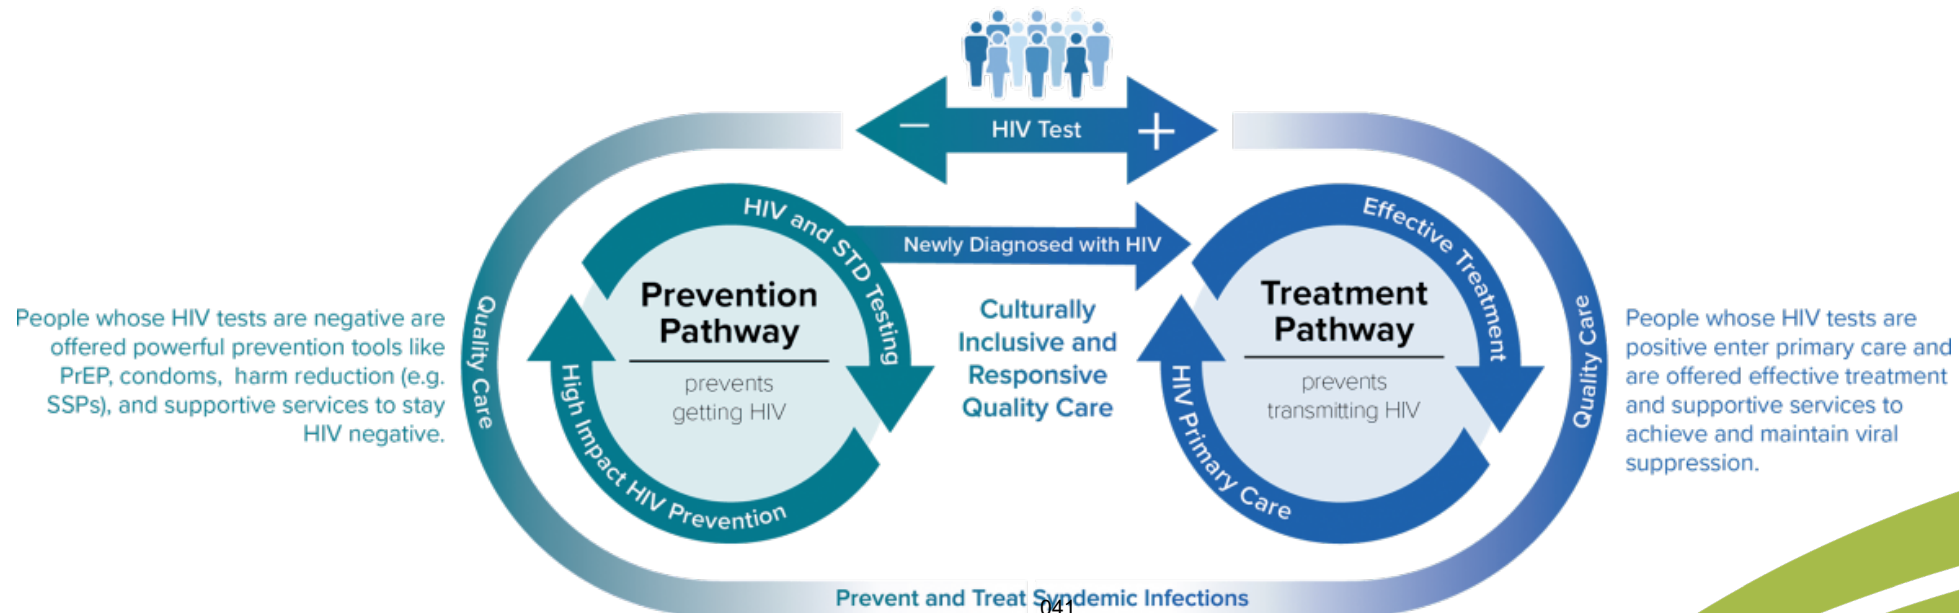 − HIV Test +
HIV and STD Testing
Newly Diagnosed with HIV
Effective Treatment
Prevention
Pathway
prevents
getting HIV
High Impact HIV Prevention
Culturally
Inclusive and
Responsive
Quality Care
Treatment
Pathway
prevents
transmitting HIV
HIV Primary Care
Quality Care
Quality Care
People whose HIV tests are negative are
offered powerful prevention tools like
PrEP, condoms, harm reduction (e.g.
SSPs), and supportive services to stay
HIV negative.
People whose HIV tests are
positive enter primary care and
are offered effective treatment
and supportive services to
achieve and maintain viral
suppression.
Prevent and Treat Syndemic Infections
041